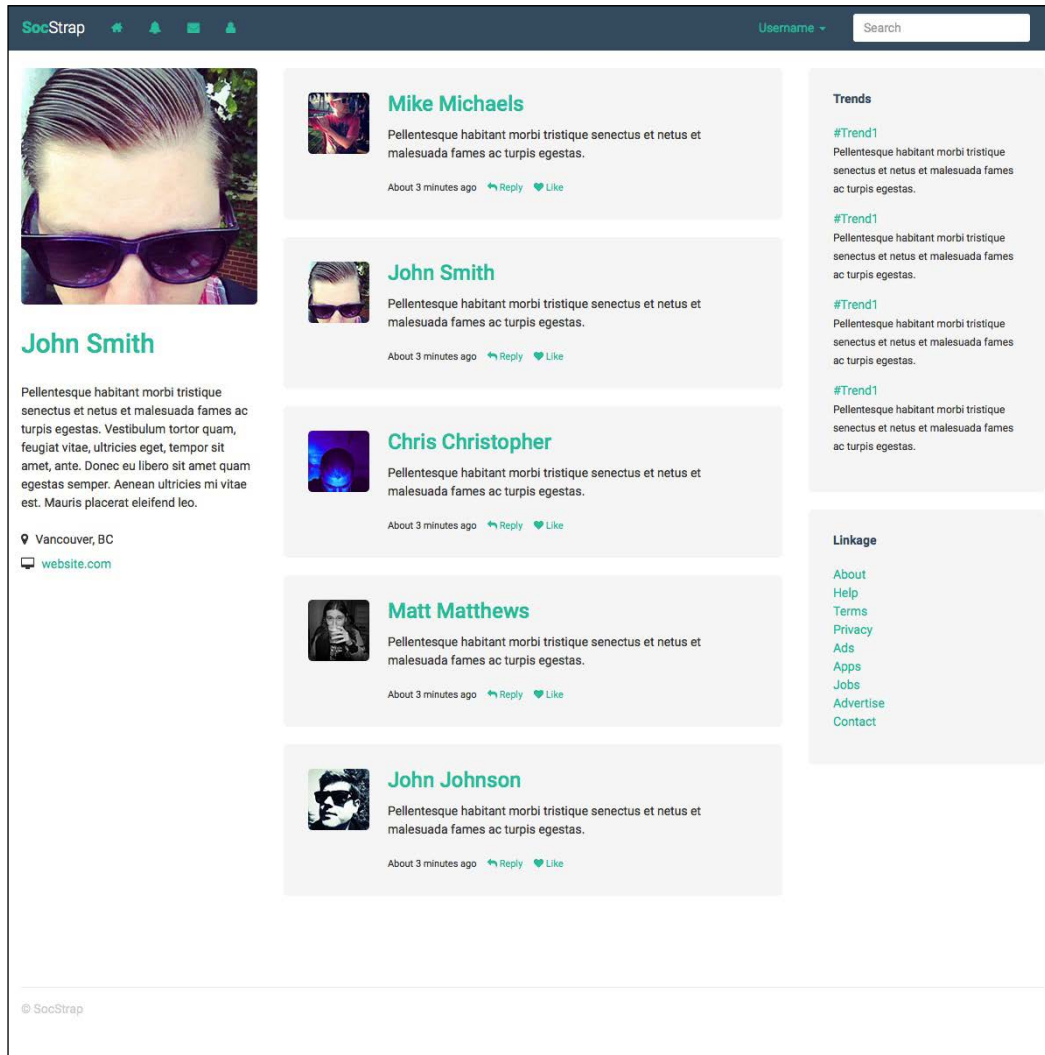 SocStrap
Username
Search
John Smith
Pellentesque habitant morbi tristique
senectus et netus et malesuada fames ac
turpis egestas. Vestibulum tortor quam,
feugiat vitae, ultricies eget, tempor sit
amet, ante. Donec eu libero sit amet quam
egestas semper. Aenean ultricies mi vitae
est. Mauris placerat eleifend leo.
Vancouver, BC
website.com
Mike Michaels
Pellentesque habitant morbi tristique senectus et netus et
malesuada fames ac turpis egestas.
About 3 minutes ago Reply Like
John Smith
Pellentesque habitant morbi tristique senectus et netus et
malesuada fames ac turpis egestas.
About 3 minutes ago Reply Like
Chris Christopher
Pellentesque habitant morbi tristique senectus et netus et
malesuada fames ac turpis egestas.
About 3 minutes ago Reply Like
Matt Matthews
Pellentesque habitant morbi tristique senectus et netus et
malesuada fames ac turpis egestas.
About 3 minutes ago Reply Like
John Johnson
Pellentesque habitant morbi tristique senectus et netus et
malesuada fames ac turpis egestas.
About 3 minutes ago Reply Like
Trends
#Trend1
Pellentesque habitant morbi tristique
senectus et netus et malesuada fames
ac turpis egestas.
#Trend1
Pellentesque habitant morbi tristique
senectus et netus et malesuada fames
ac turpis egestas.
#Trend1
Pellentesque habitant morbi tristique
senectus et netus et malesuada fames
ac turpis egestas.
#Trend1
Pellentesque habitant morbi tristique
senectus et netus et malesuada fames
ac turpis egestas.
Linkage
About
Help
Terms
Privacy
Ads
Apps
Jobs
Advertise
Contact
© SocStrap